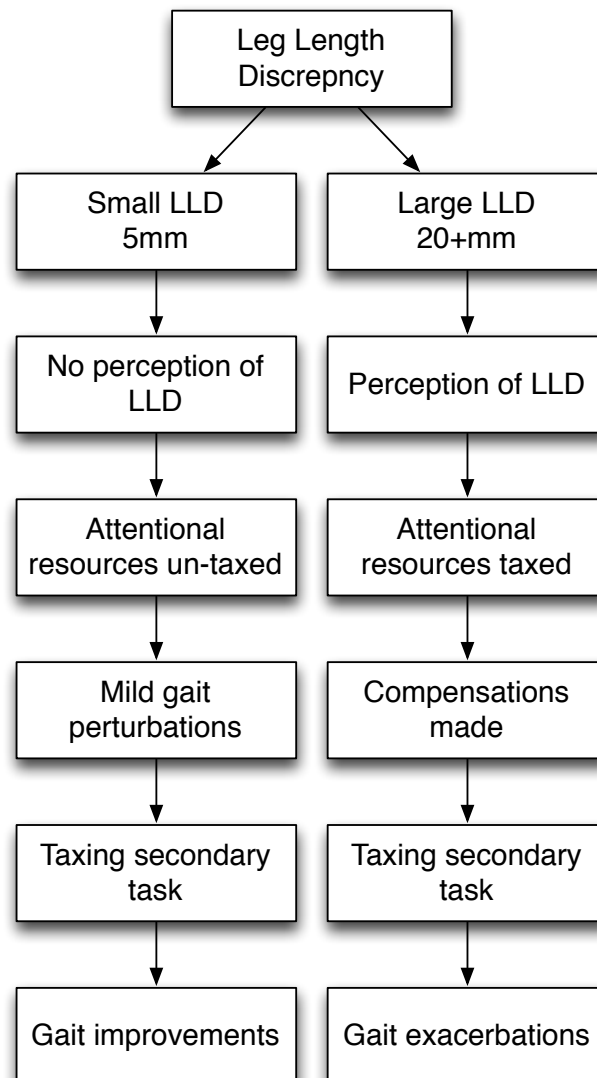 Leg Length
Discrepncy
Small LLD
5mm
Large LLD
20+mm
No perception of
LLD
Perception of LLD
Attentional
resources un-taxed
Attentional
resources taxed
Mild gait
perturbations
Compensations
made
Taxing secondary
task
Taxing secondary
task
Gait improvements
Gait exacerbations